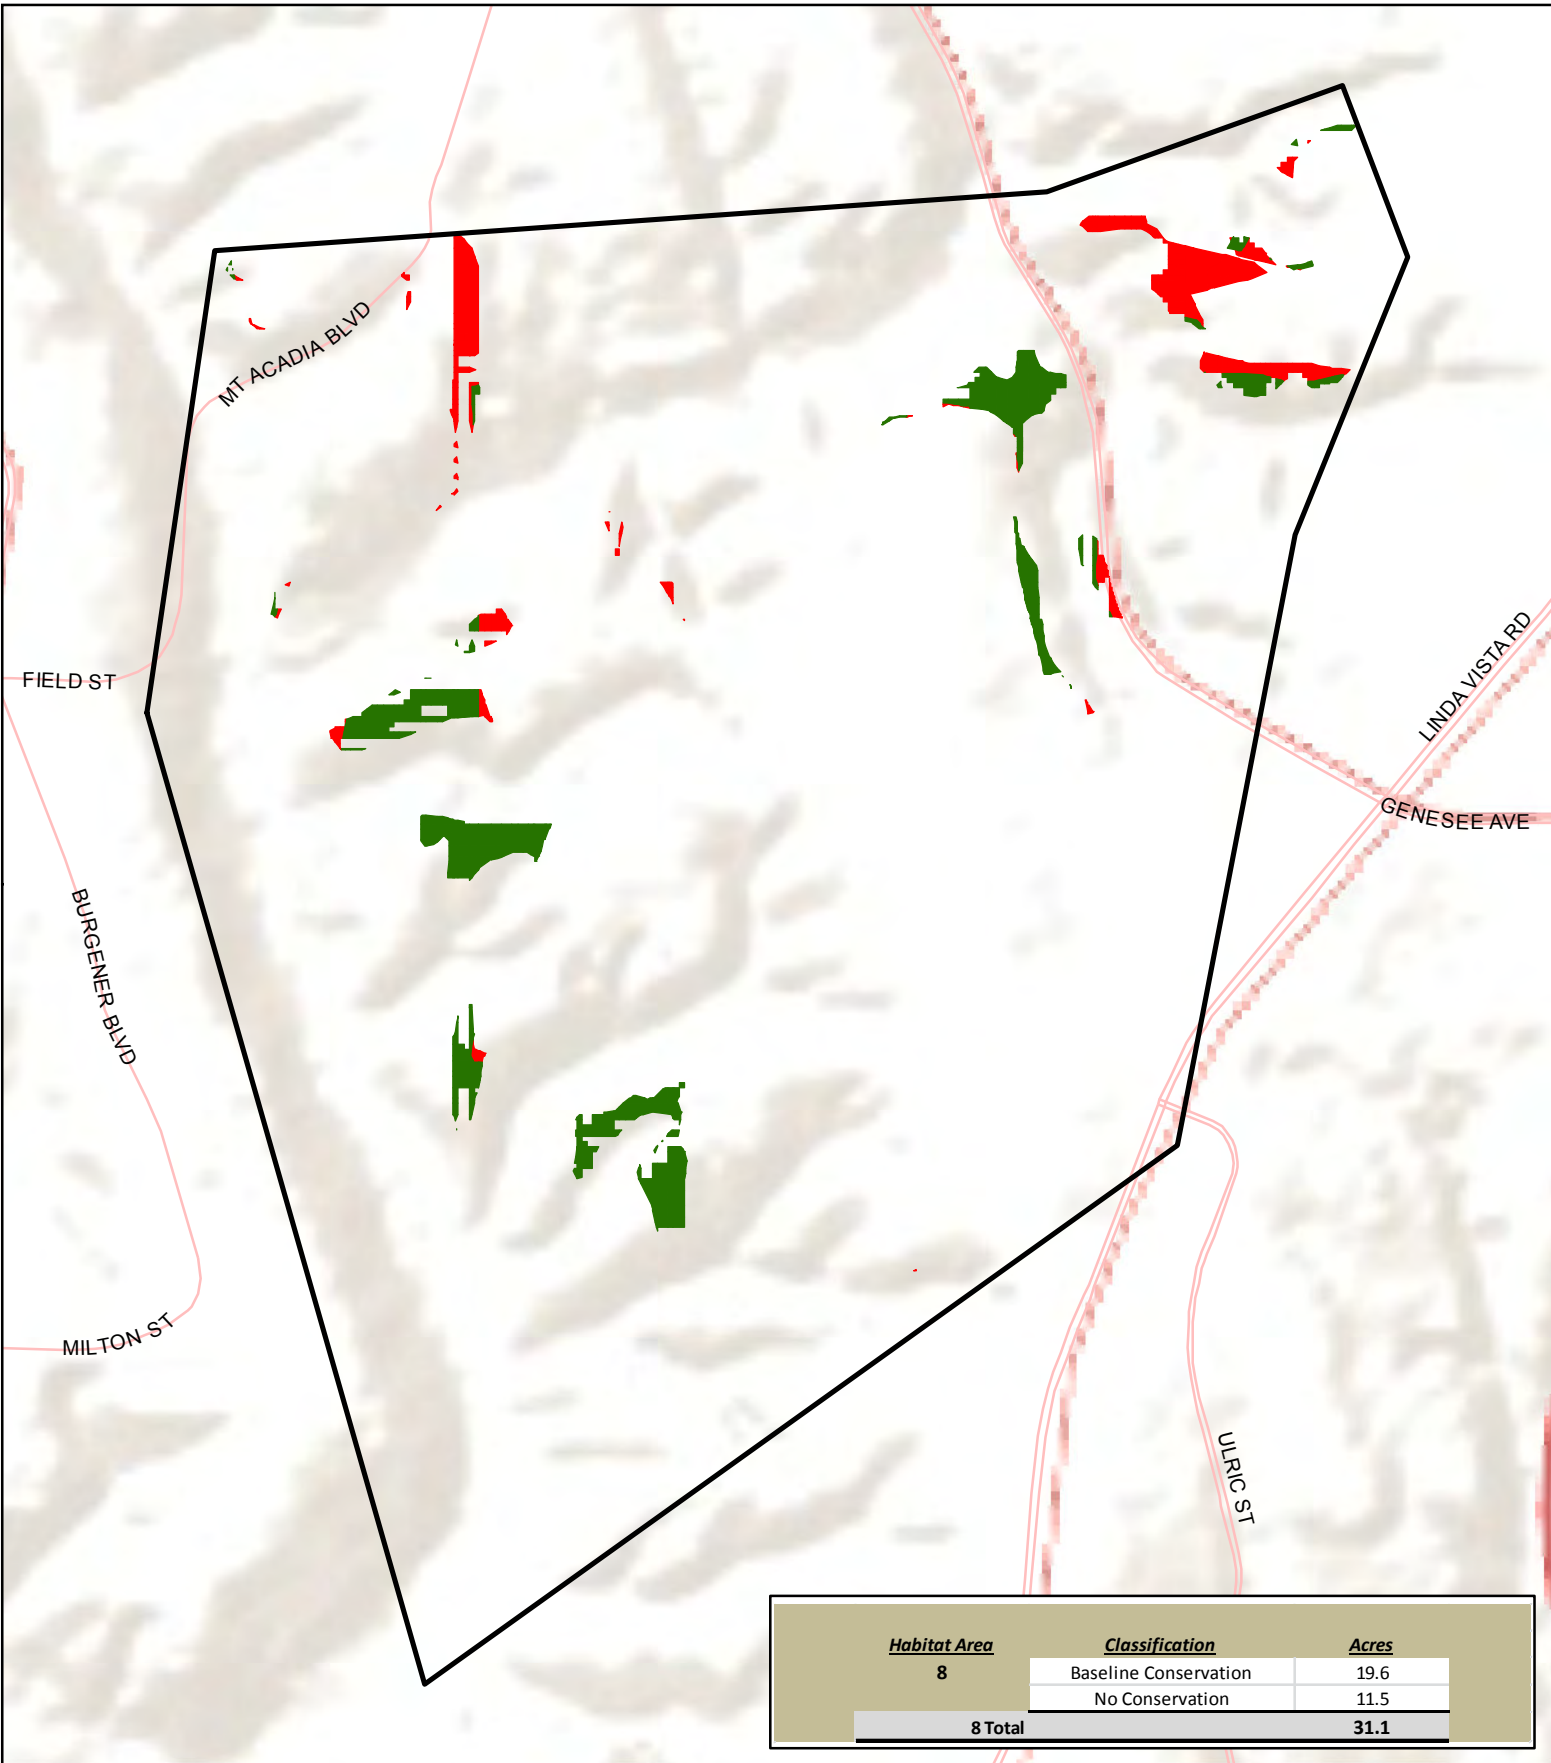 MT ACADIA BLVD
FIELD ST
LINDA VISTA RD
GENESEE AVE
BURGENER BLVD
MILTON ST
ULRIC ST
Habitat Area Classification Acres
8 Baseline Conservation 19.6
No Conservation 11.5
8 Total 31.1